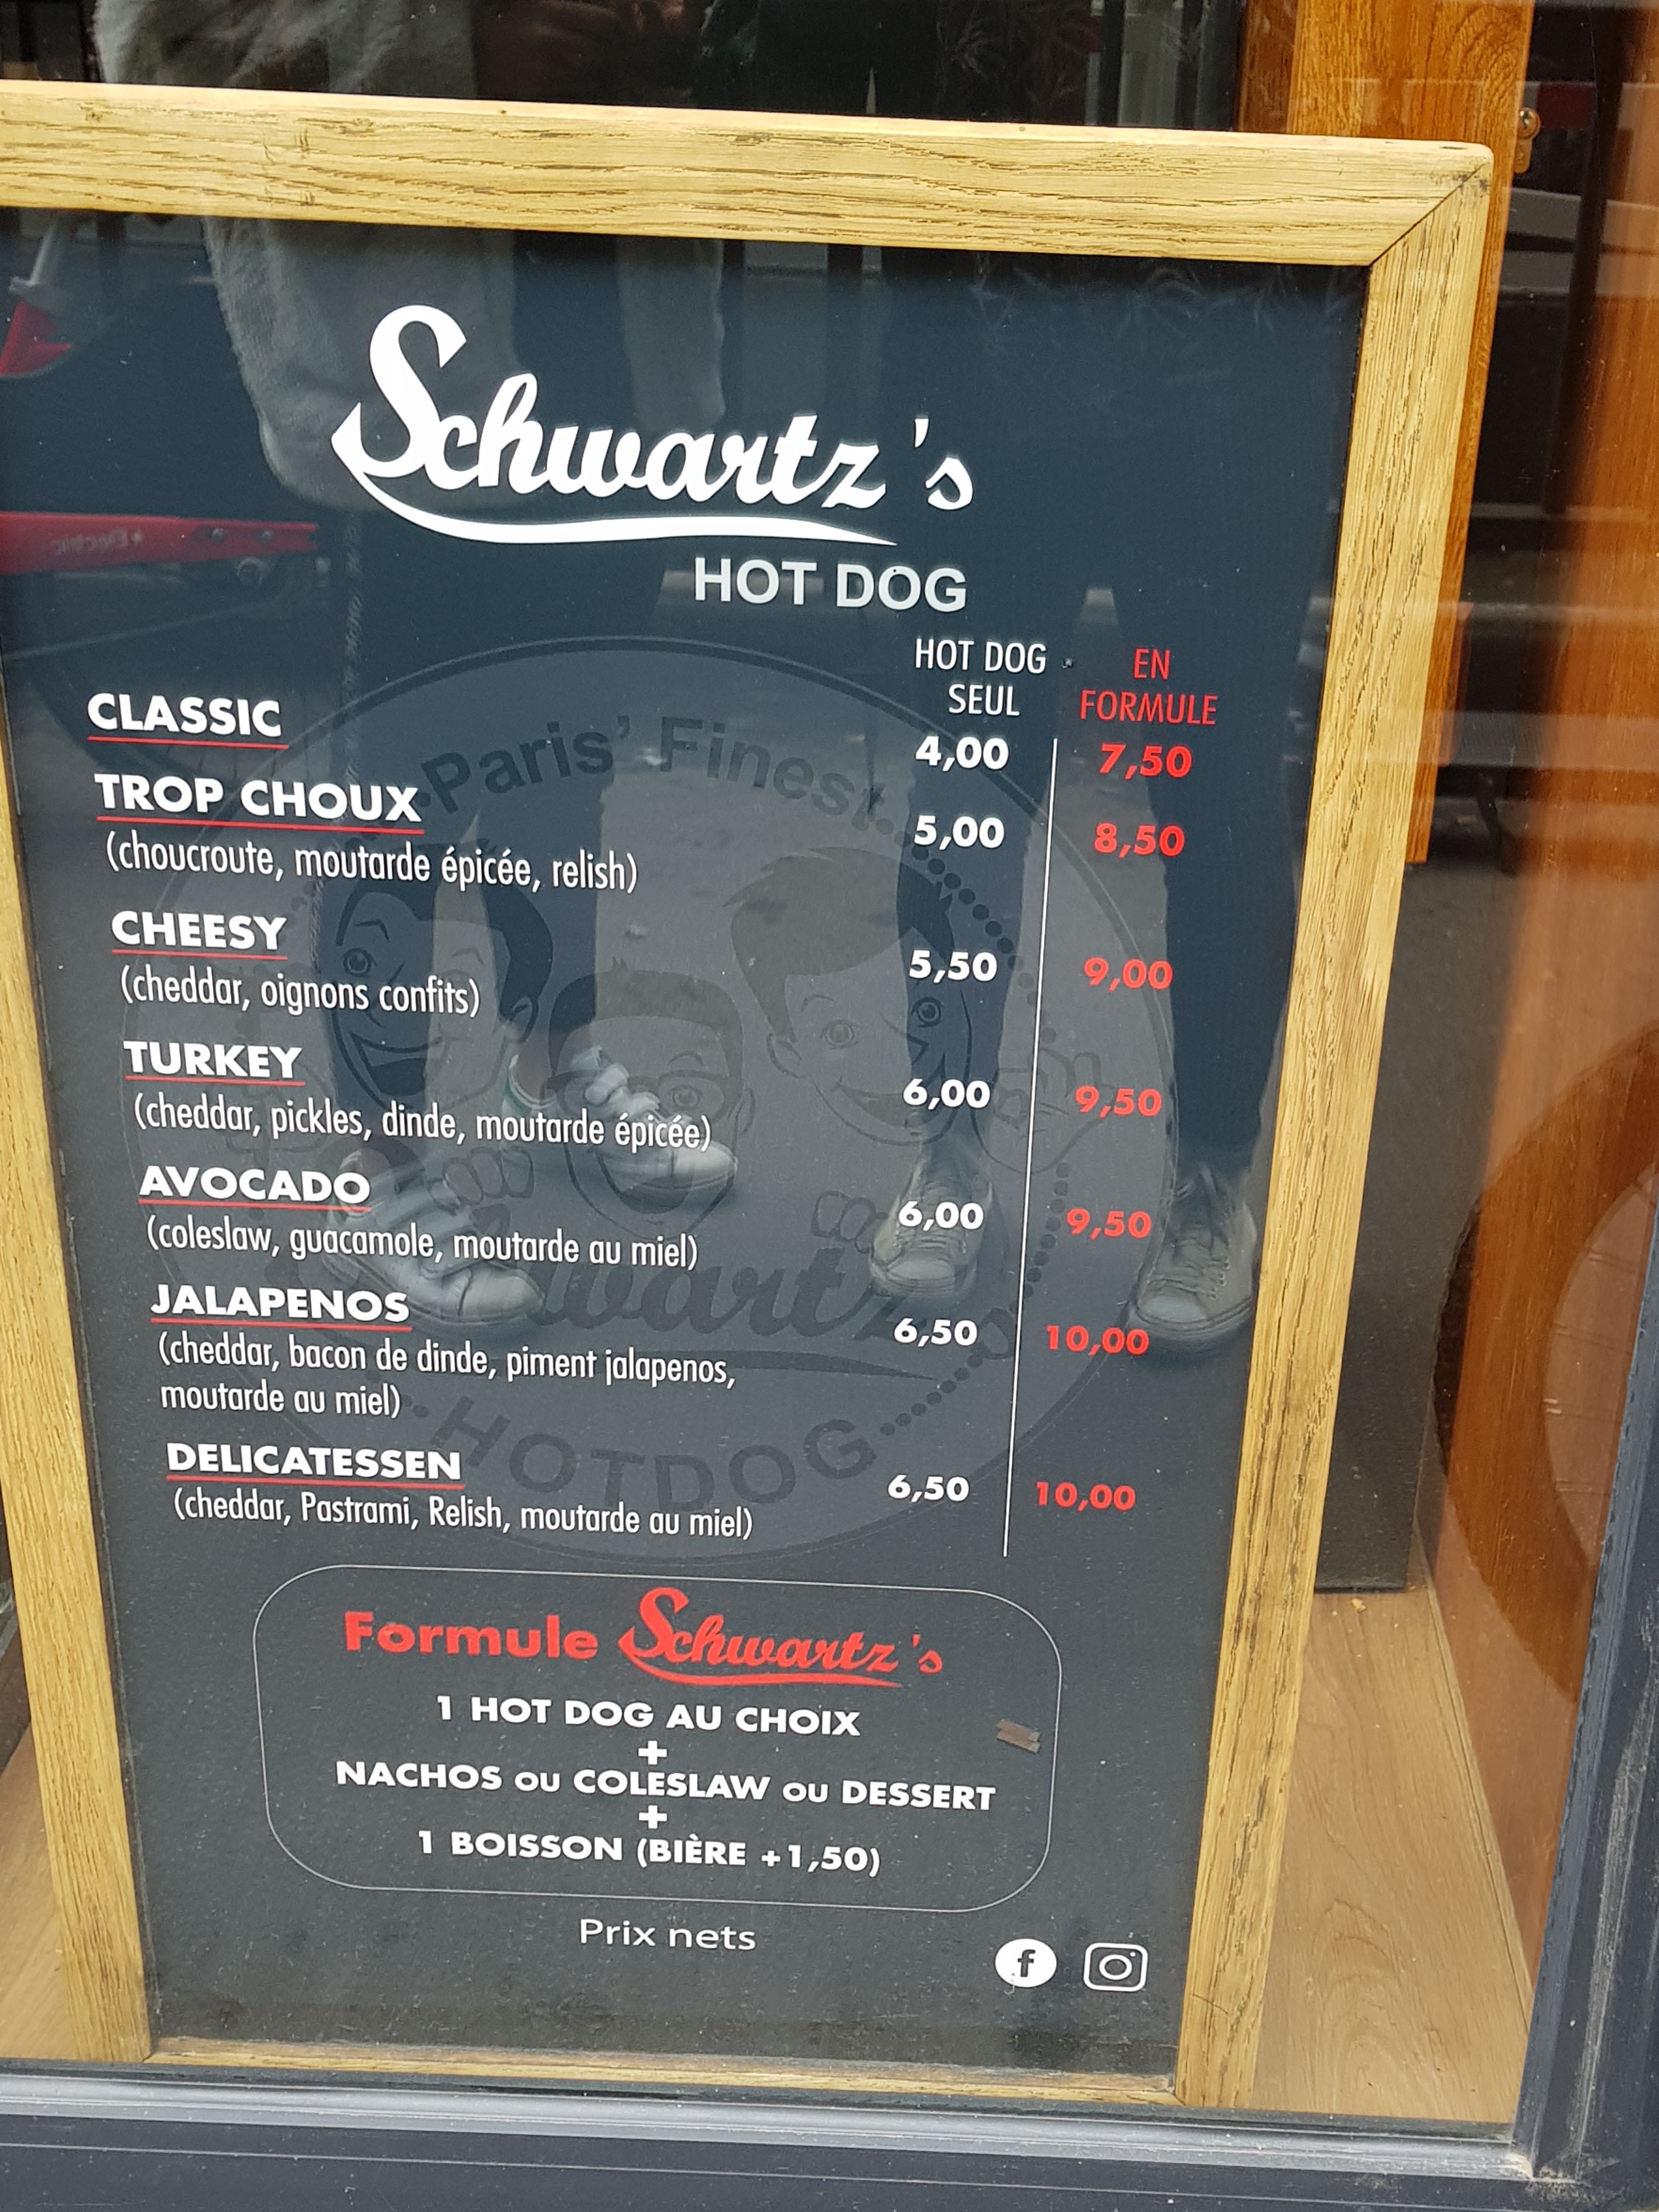 Schwartz's
HOT DOG
HOT DOG SEUL
EN FORMULE
CLASSIC 4,00 7,50
TROP CHOUX 5,00 8,50
(choucroute, moutarde épicée, relish)
CHEESY 5,50 9,00
(cheddar, oignons confits)
TURKEY 6,00 9,50
(cheddar, pickles, dinde, moutarde épicée)
AVOCADO 6,00 9,50
(coleslaw, guacamole, moutarde au miel)
JALAPENOS 6,50 10,00
(cheddar, bacon de dinde, piment jalapenos,
moutarde au miel)
DELICATESSEN 6,50 10,00
(cheddar, Pastrami, Relish, moutarde au miel)
Paris' Finest
Schwartz's
HOTDOG
Formule Schwartz's
1 HOT DOG AU CHOIX
+
NACHOS OU COLESLAW OU DESSERT
+
1 BOISSON (BIÈRE +1,50)
Prix nets
Electric